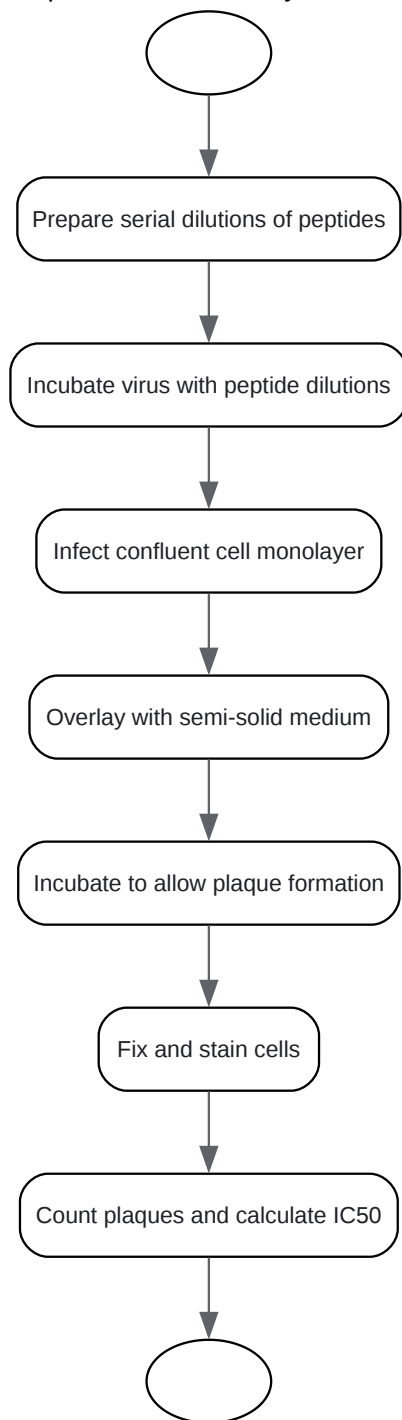 Prepare serial dilutions of peptides
Incubate virus with peptide dilutions
Infect confluent cell monolayer
Overlay with semi-solid medium
Incubate to allow plaque formation
Fix and stain cells
Count plaques and calculate IC50